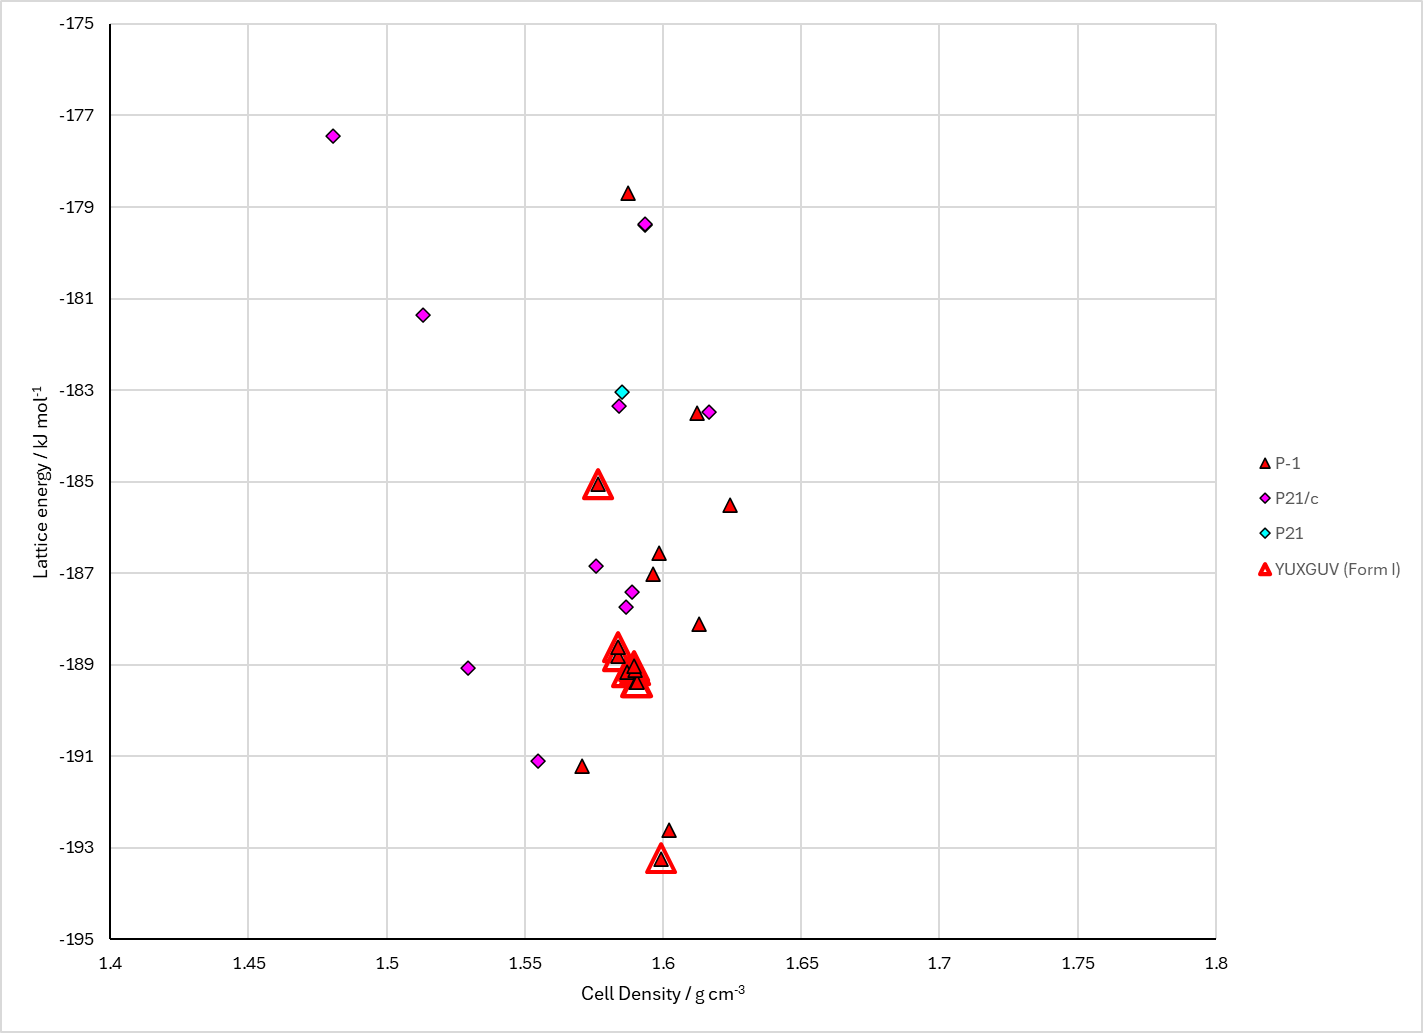 -175
-177
-179
-181
-183
-185
-187
-189
-191
-193
-195
Lattice energy / kJ mol-1
1.4 1.45 1.5 1.55 1.6 1.65 1.7 1.75 1.8
Cell Density / g cm-3
P-1
P21/c
P21
YUXGUV (Form I)